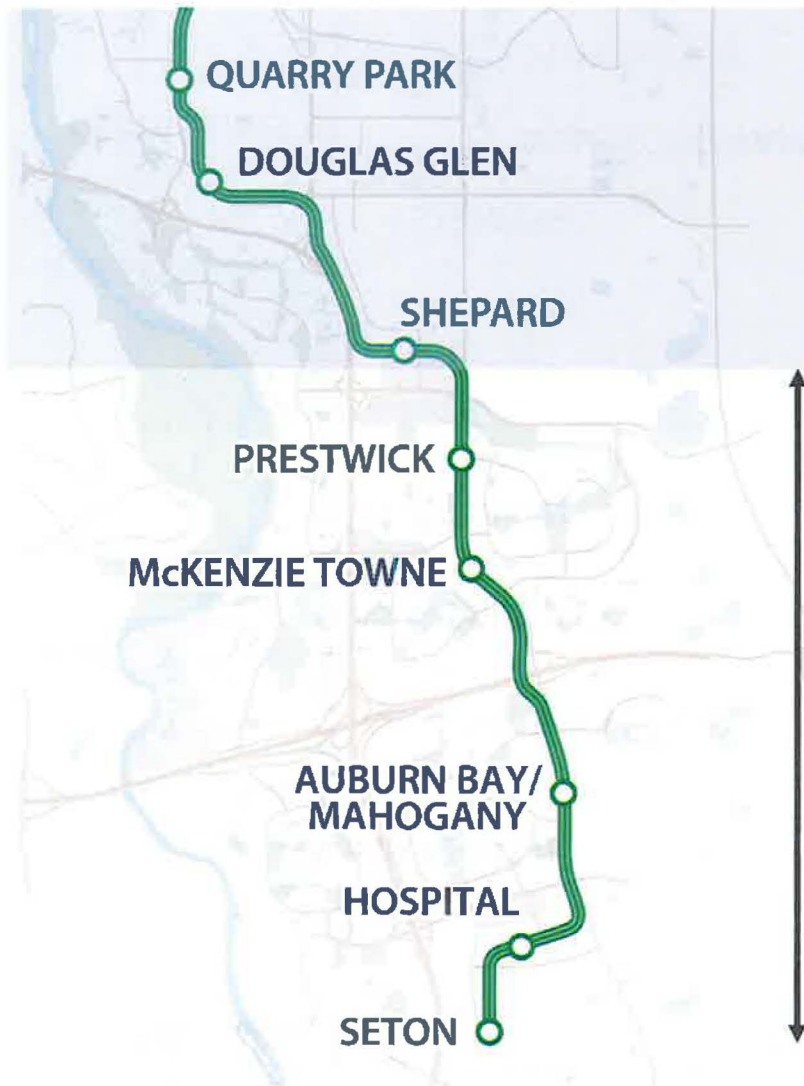 QUARRY PARK
DOUGLAS GLEN
SHEPARD
PRESTWICK
McKENZIE TOWNE
AUBURN BAY/
MAHOGANY
HOSPITAL
SETON